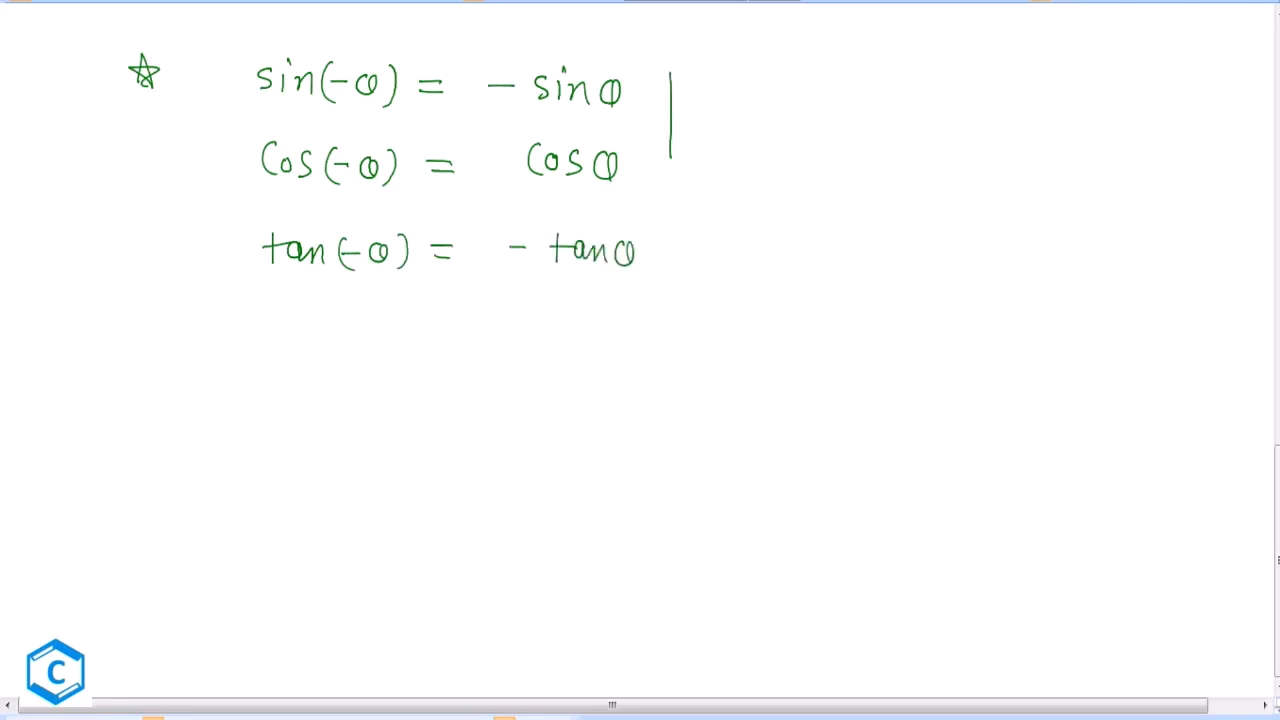 ☆ sin(-θ) = - sinθ
cos(-θ) = cosθ
tan(-θ) = - tanθ
C